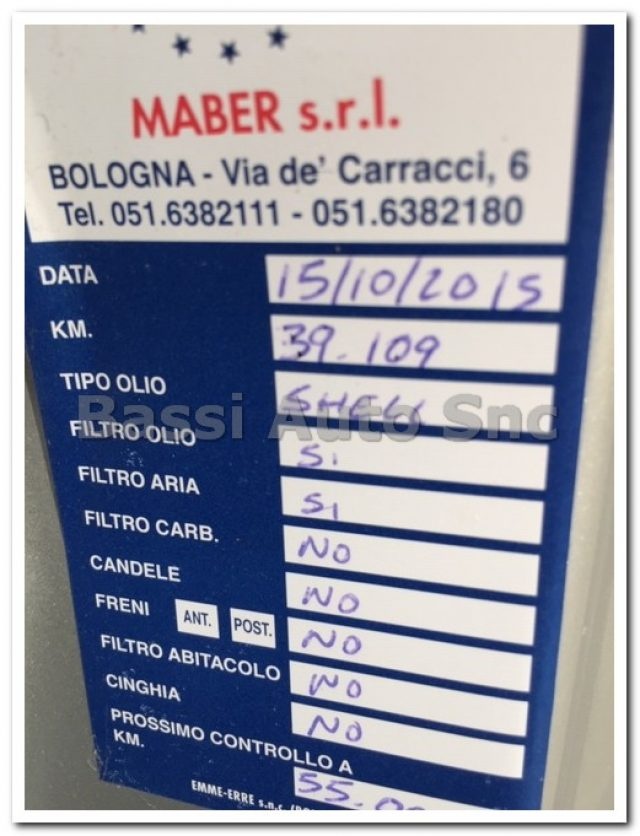 MABER s.r.l.
BOLOGNA - Via de' Carracci, 6
Tel. 051.6382111 - 051.6382180
DATA 15/10/2015
KM. 39.109
TIPO OLIO SHELL
Bassi Auto Snc
FILTRO OLIO Si
FILTRO ARIA Si
FILTRO CARB. NO
CANDELE NO
FRENI ANT. POST. NO
FILTRO ABITACOLO NO
CINGHIA NO
PROSSIMO CONTROLLO A
KM. 55.00
EMME-ERRE s.n.c.